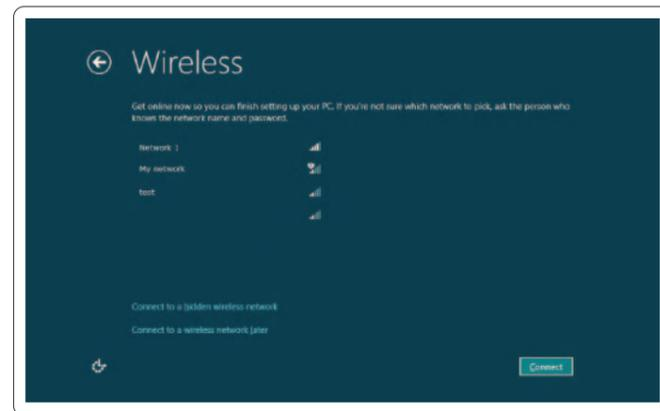 Wireless
Get online now so you can finish setting up your PC. If you're not sure which network to pick, ask the person who
knows the network name and password.
Network 1
My network
test
Connect to a hidden wireless network
Connect to a wireless network later
Connect